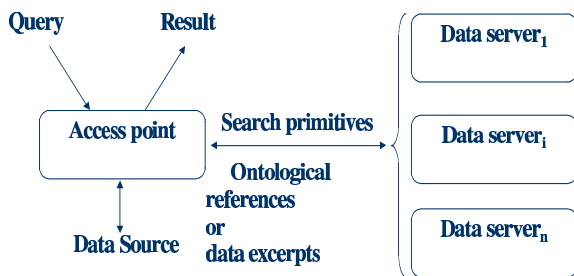 Query
Result
Access point
Data Source
Search primitives
Ontological
references
or
data excerpts
Data server1
Data serveri
Data servern